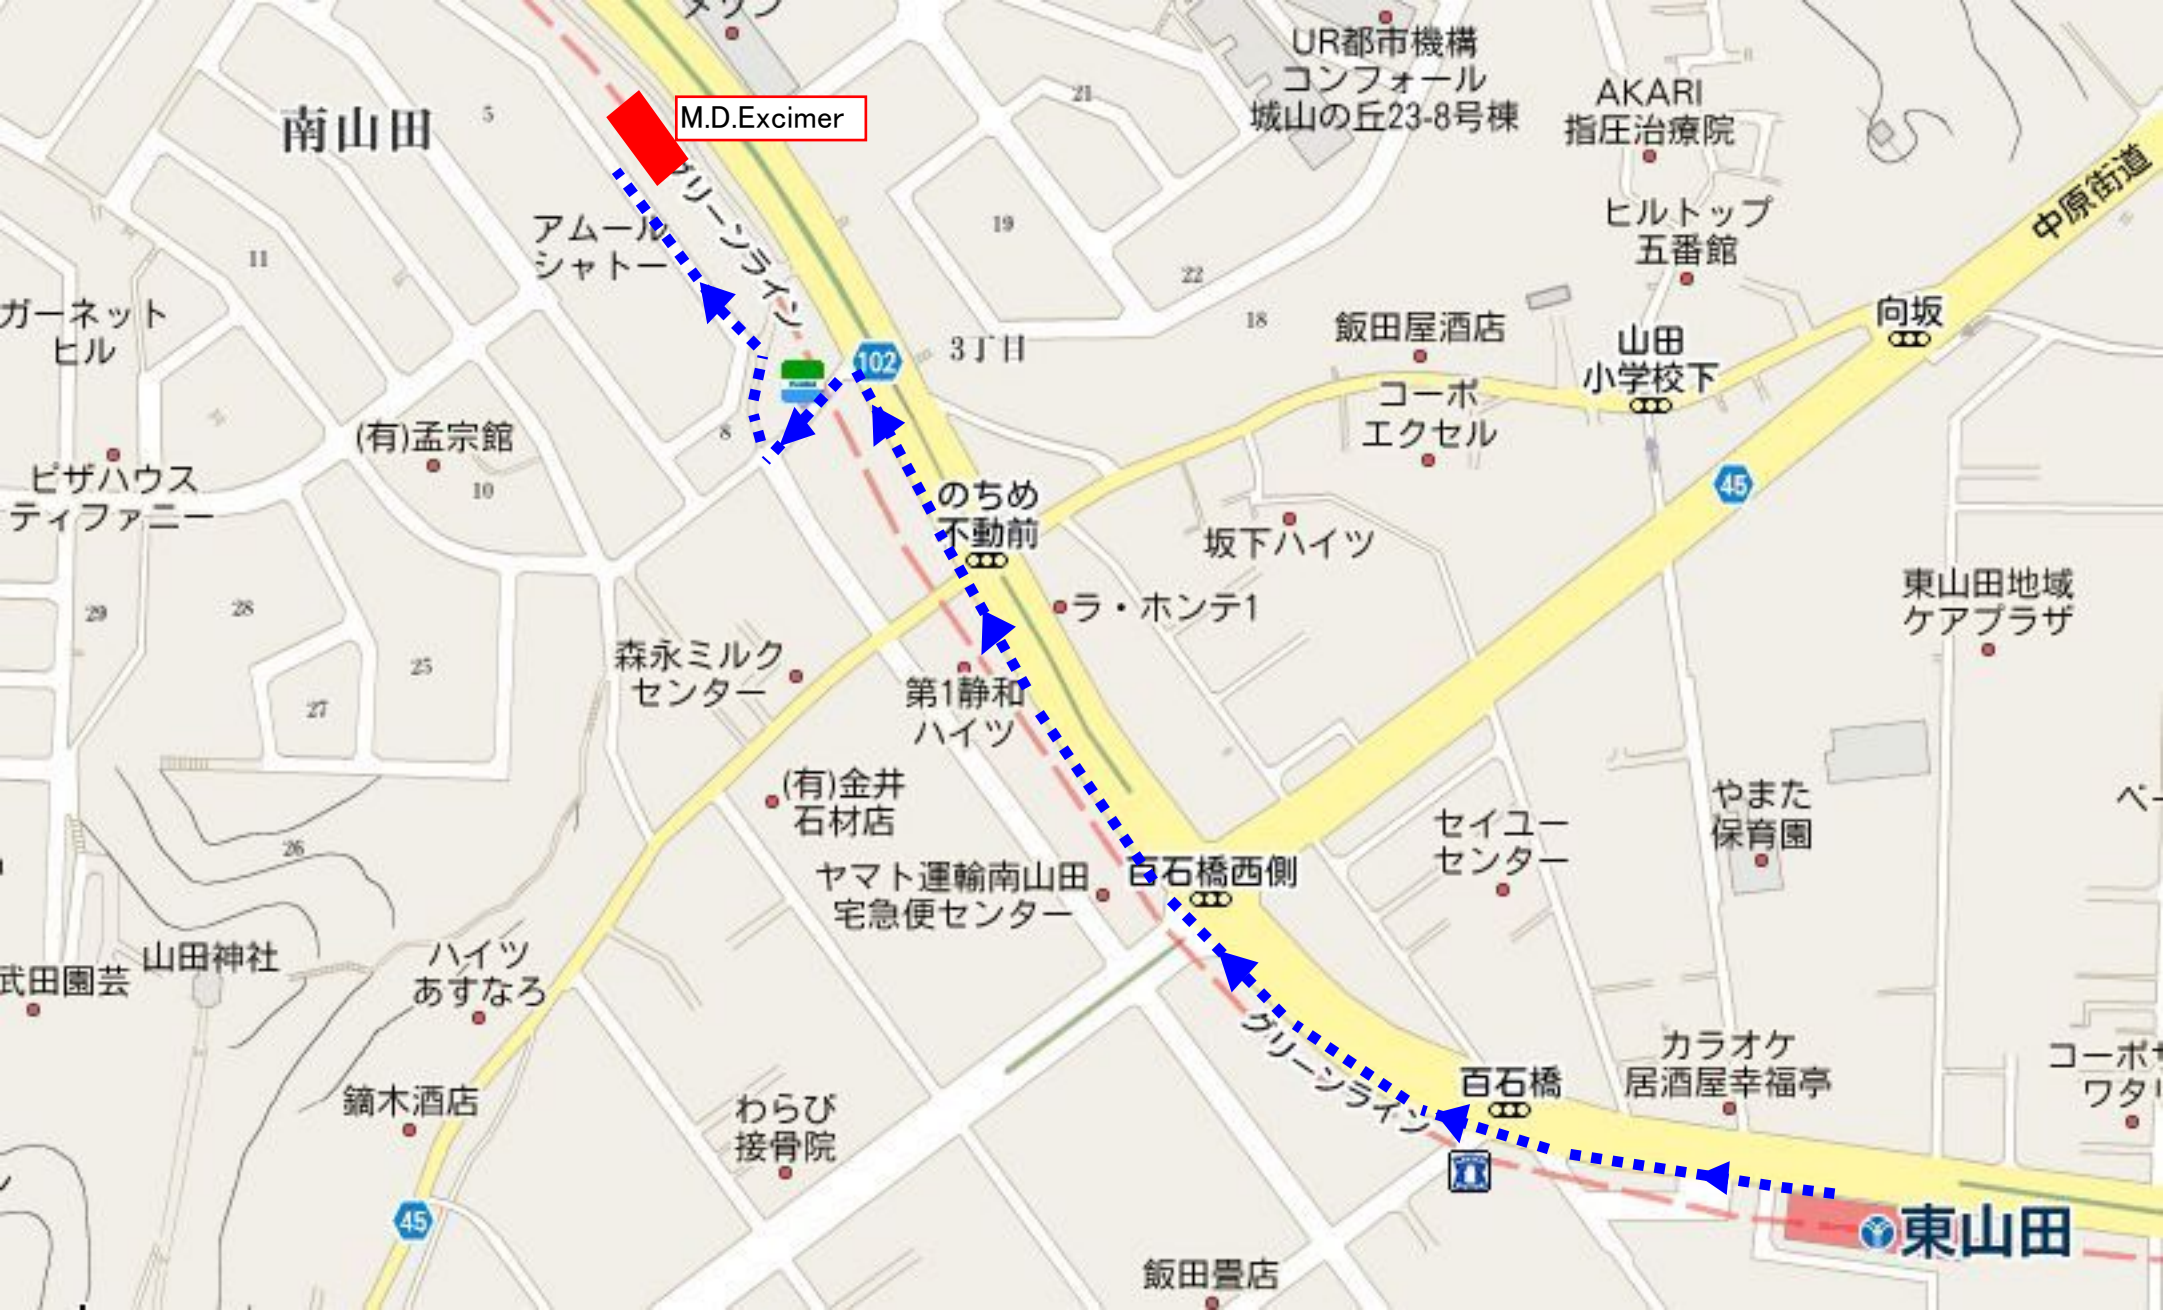 メゾン
UR都市機構
コンフォール
城山の丘23-8号棟
AKARI
指圧治療院
M.D.Excimer
南山田
5
21
グリーンライン
アムール
シャトー
11
19
22
18
3丁目
ヒルトップ
五番館
中原街道
ガーネット
ヒル
飯田屋酒店
山田
小学校下
向坂
102
コーポ
エクセル
8
(有)孟宗館
10
ピザハウス
ティファニー
のちめ
不動前
坂下ハイツ
45
東山田地域
ケアプラザ
29
28
25
27
26
ラ・ホンテ1
森永ミルク
センター
第1静和
ハイツ
(有)金井
石材店
ヤマト運輸南山田
宅急便センター
百石橋西側
セイユー
センター
やまた
保育園
ベー
山田神社
武田園芸
ハイツ
あすなろ
グリーンライン
百石橋
カラオケ
居酒屋幸福亭
コーポサ
ワタリ
鏑木酒店
わらび
接骨院
45
飯田畳店
東山田